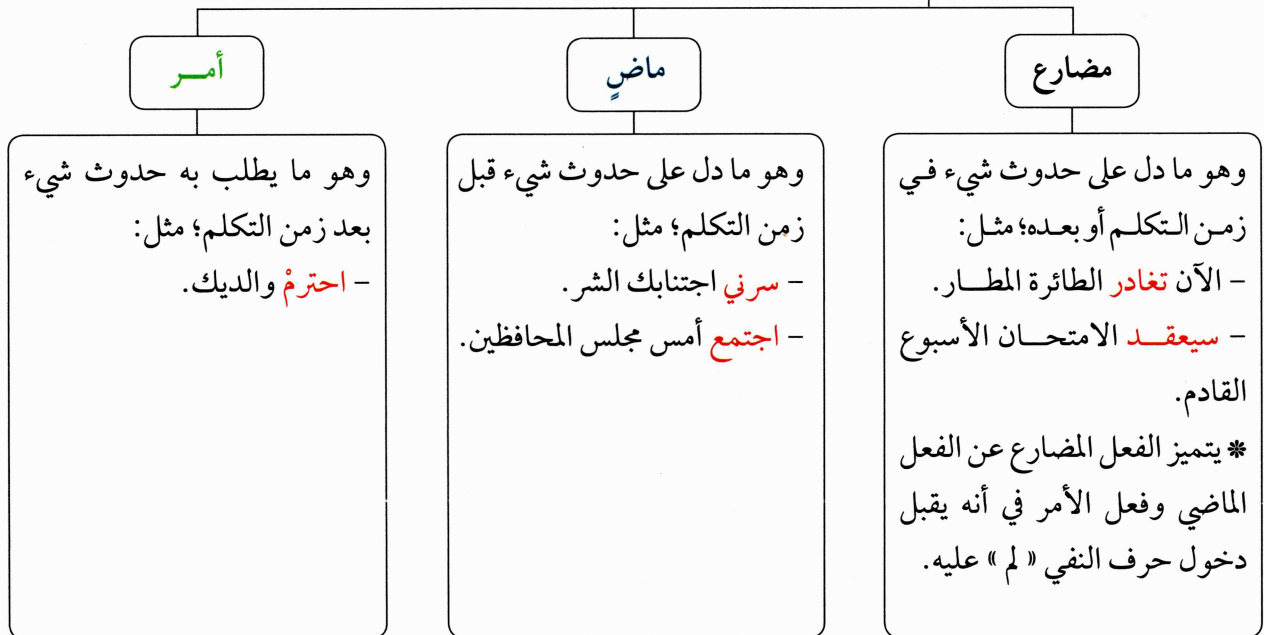 مضارع
وهو ما دل على حدوث شيء في
زمن التكلم أو بعده؛ مثل:
– الآن تغادر الطائرة المطار.
– سيعقد الامتحان الأسبوع
القادم.
* يتميز الفعل المضارع عن الفعل
الماضي وفعل الأمر في أنه يقبل
دخول حرف النفي « لم » عليه.
ماضٍ
وهو ما دل على حدوث شيء قبل
زمن التكلم؛ مثل:
– سرني اجتنابك الشر.
– اجتمع أمس مجلس المحافظين.
أمر
وهو ما يطلب به حدوث شيء
بعد زمن التكلم؛ مثل:
– احترمْ والديك.